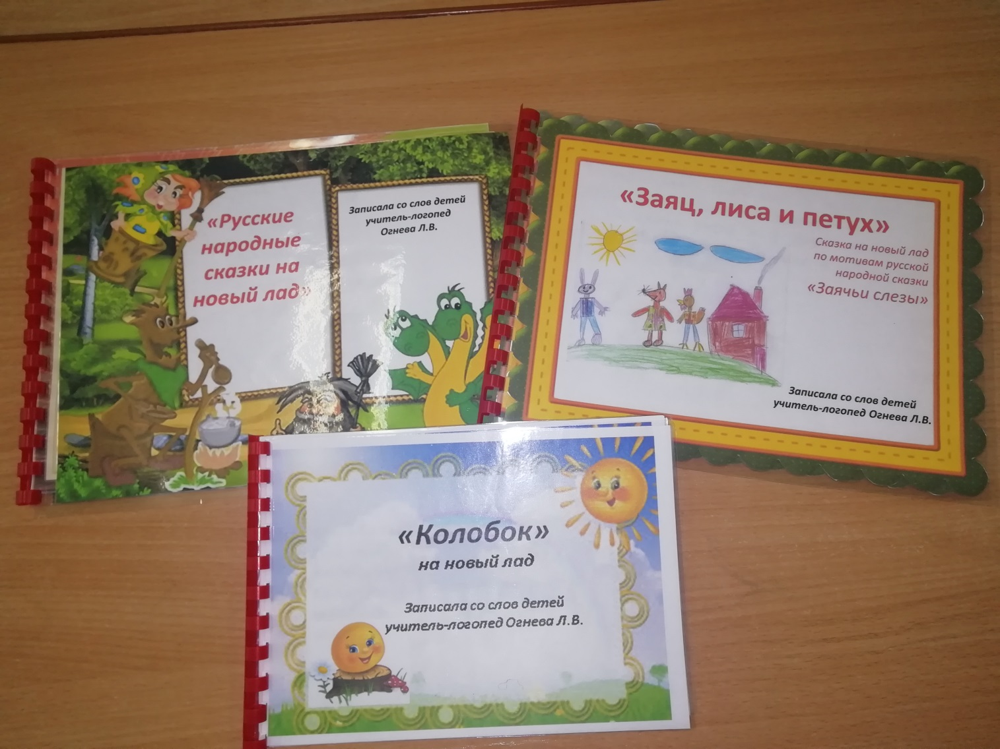 «Русские
народные
сказки на
новый лад»
Записала со слов детей
учитель-логопед
Огнева Л.В.
«Заяц, лиса и петух»
Сказка на новый лад
по мотивам русской
народной сказки
«Заячьи слезы»
Записала со слов детей
учитель-логопед Огнева Л.В.
«Колобок»
на новый лад
Записала со слов детей
учитель-логопед Огнева Л.В.